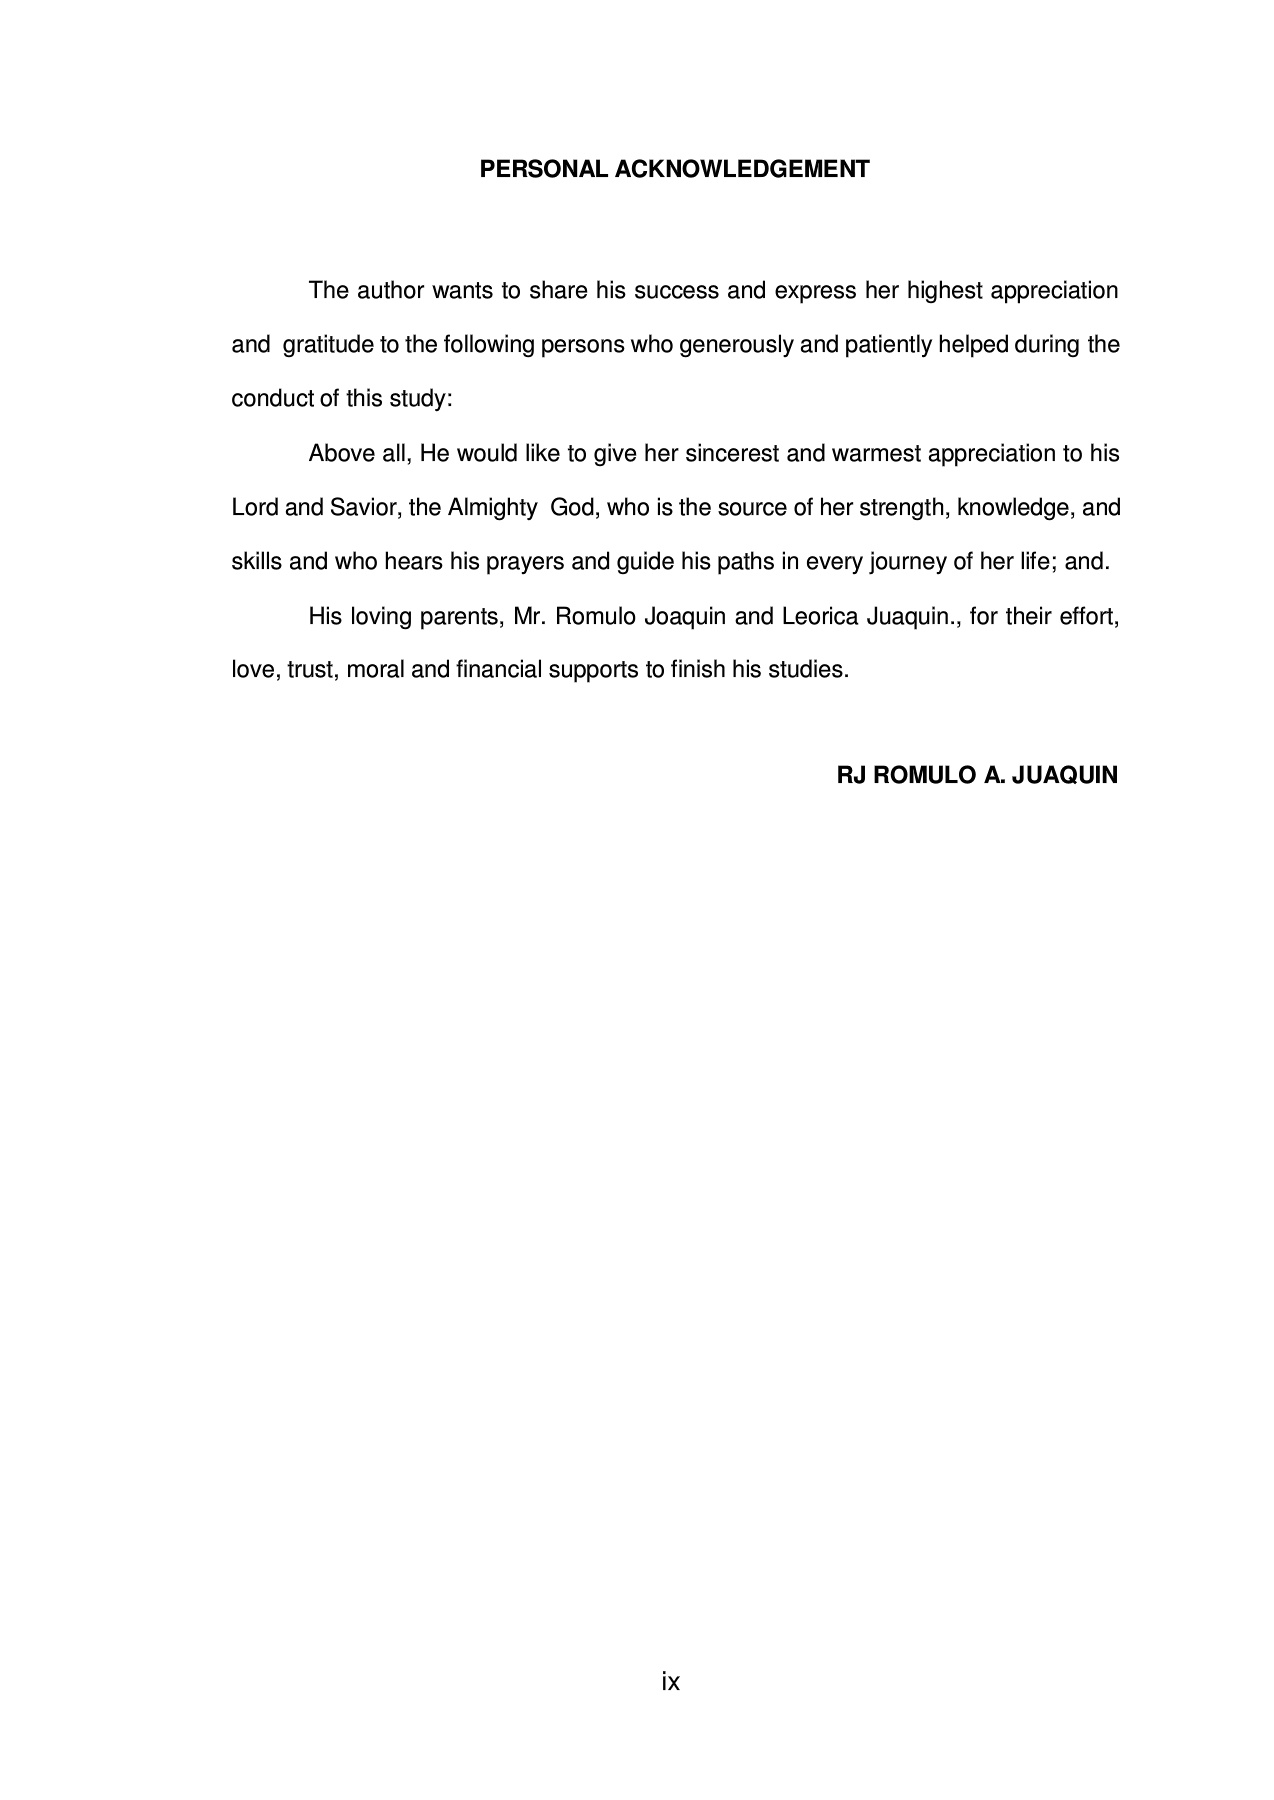 PERSONAL ACKNOWLEDGEMENT
The author wants to share his success and express her highest appreciation
and gratitude to the following persons who generously and patiently helped during the
conduct of this study:
Above all, He would like to give her sincerest and warmest appreciation to his
Lord and Savior, the Almighty God, who is the source of her strength, knowledge, and
skills and who hears his prayers and guide his paths in every journey of her life; and.
His loving parents, Mr. Romulo Joaquin and Leorica Juaquin., for their effort,
love, trust, moral and financial supports to finish his studies.
RJ ROMULO A. JUAQUIN
ix